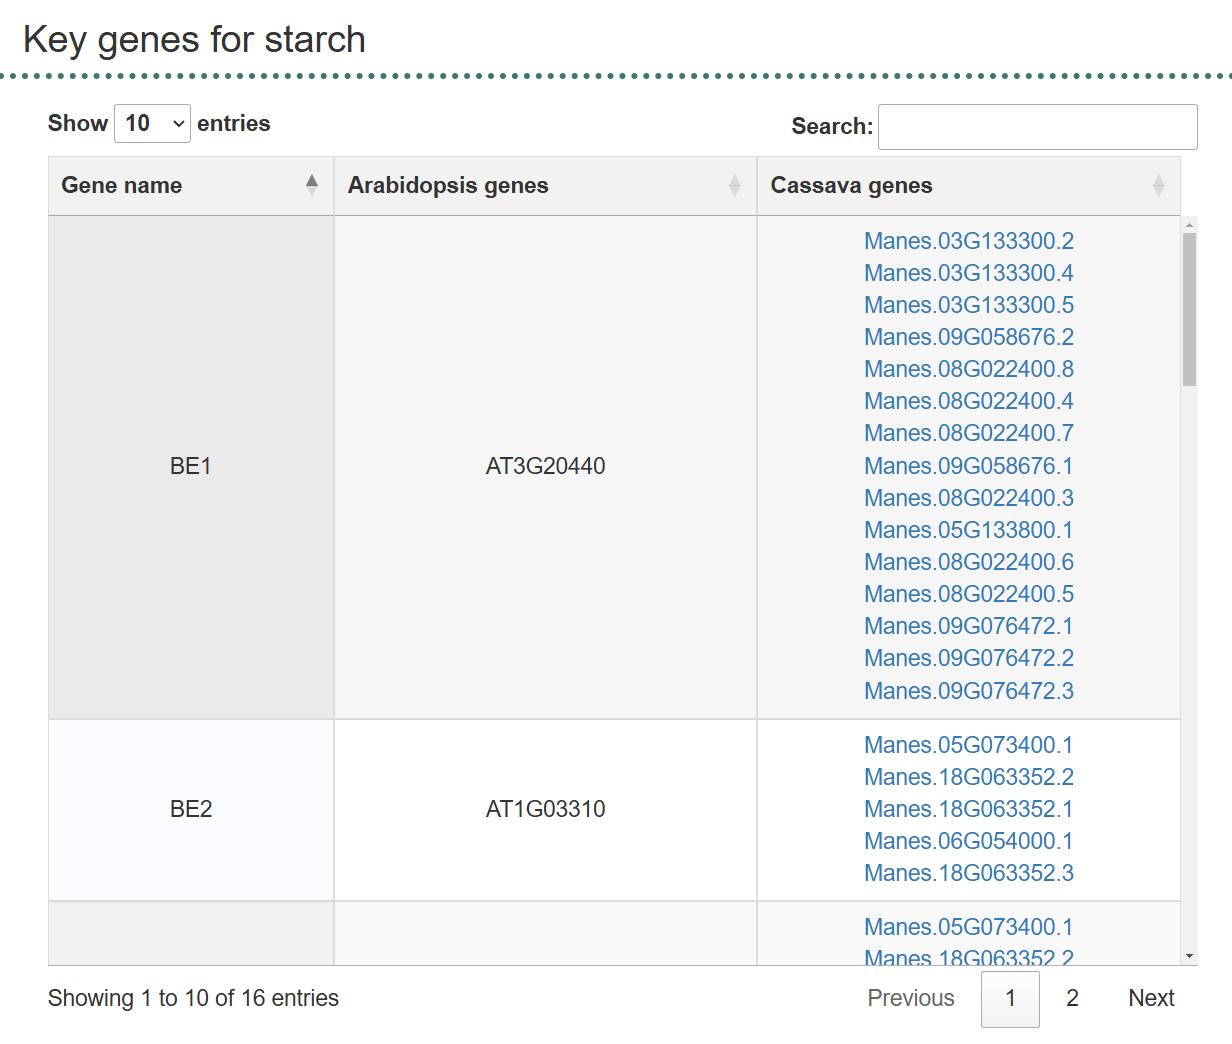 Key genes for starch
Show 10 entries
Search:
Gene name Arabidopsis genes Cassava genes
Manes.03G133300.2
Manes.03G133300.4
Manes.03G133300.5
Manes.09G058676.2
Manes.08G022400.8
Manes.08G022400.4
Manes.08G022400.7
BE1 AT3G20440 Manes.09G058676.1
Manes.08G022400.3
Manes.05G133800.1
Manes.08G022400.6
Manes.08G022400.5
Manes.09G076472.1
Manes.09G076472.2
Manes.09G076472.3
Manes.05G073400.1
Manes.18G063352.2
BE2 AT1G03310 Manes.18G063352.1
Manes.06G054000.1
Manes.18G063352.3
Manes.05G073400.1
Manes.18G063352.2
Showing 1 to 10 of 16 entries
Previous 1 2 Next